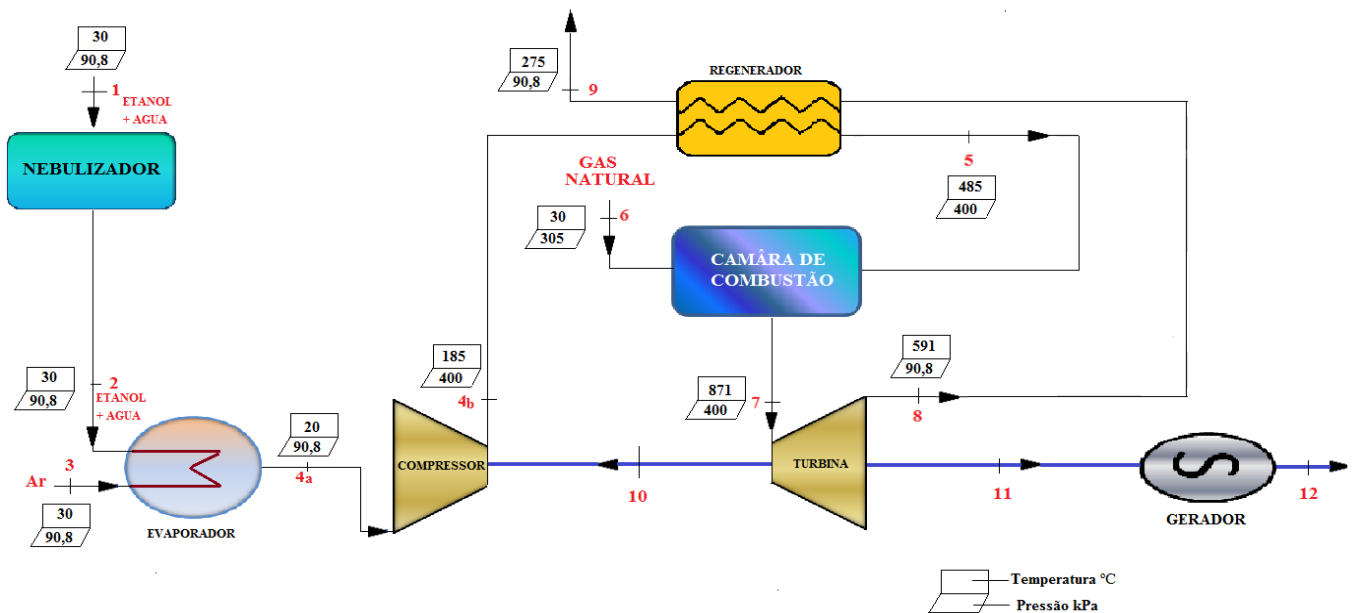 30
90,8
1
ETANOL
+ AGUA
NEBULIZADOR
30
90,8
2
ETANOL
+ AGUA
3
Ar
30
90,8
EVAPORADOR
20
90,8
4a
COMPRESSOR
185
400
4b
275
90,8
9
REGENERADOR
5
485
400
GAS
NATURAL
30
305
6
CAMÂRA DE
COMBUSTÃO
871
400
7
591
90,8
8
TURBINA
10
11
GERADOR
12
Temperatura °C
Pressão kPa